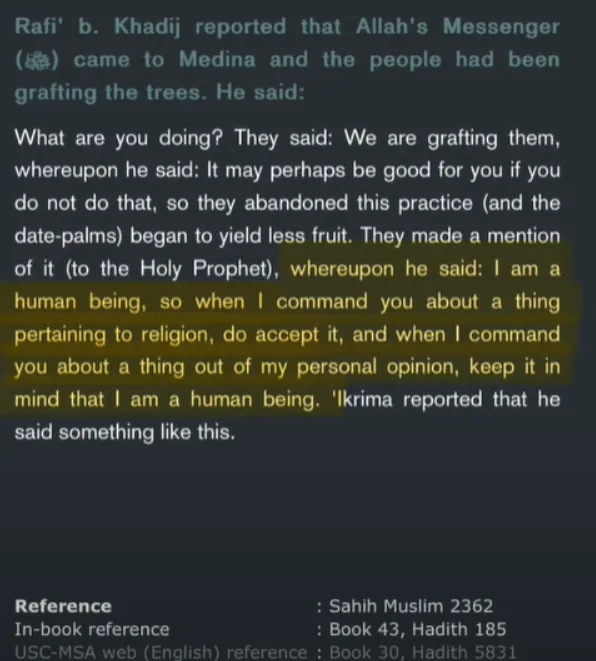 Rafi' b. Khadij reported that Allah's Messenger
(ﷺ) came to Medina and the people had been
grafting the trees. He said:
What are you doing? They said: We are grafting them,
whereupon he said: It may perhaps be good for you if you
do not do that, so they abandoned this practice (and the
date-palms) began to yield less fruit. They made a mention
of it (to the Holy Prophet), whereupon he said: I am a
human being, so when I command you about a thing
pertaining to religion, do accept it, and when I command
you about a thing out of my personal opinion, keep it in
mind that I am a human being. 'Ikrima reported that he
said something like this.
Reference : Sahih Muslim 2362
In-book reference : Book 43, Hadith 185
USC-MSA web (English) reference : Book 30, Hadith 5831